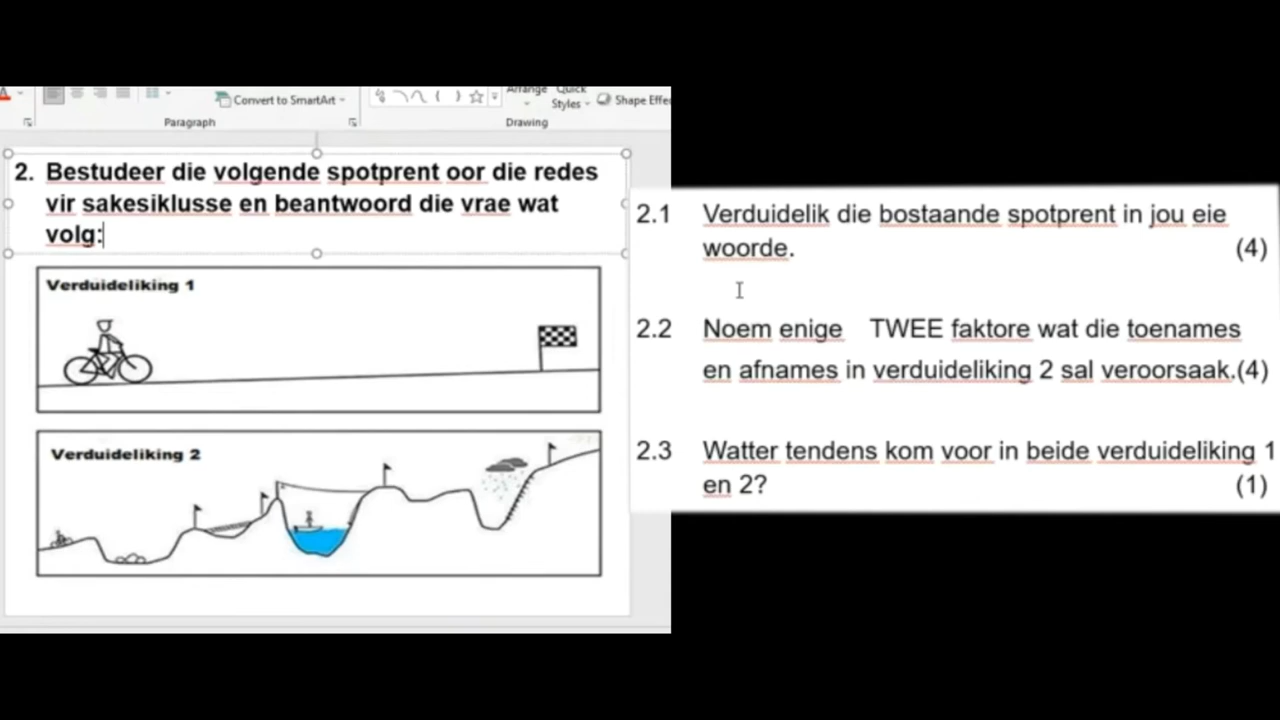 Arrange
Quick
Convert to SmartArt
Styles
Shape Effe
Paragraph
Drawing
2. Bestudeer die volgende spotprent oor die redes
vir sakesiklusse en beantwoord die vrae wat
volg:
Verduideliking 1
Verduideliking 2
2.1 Verduidelik die bostaande spotprent in jou eie
woorde. (4)
2.2 Noem enige TWEE faktore wat die toenames
en afnames in verduideliking 2 sal veroorsaak.(4)
2.3 Watter tendens kom voor in beide verduideliking 1
en 2? (1)